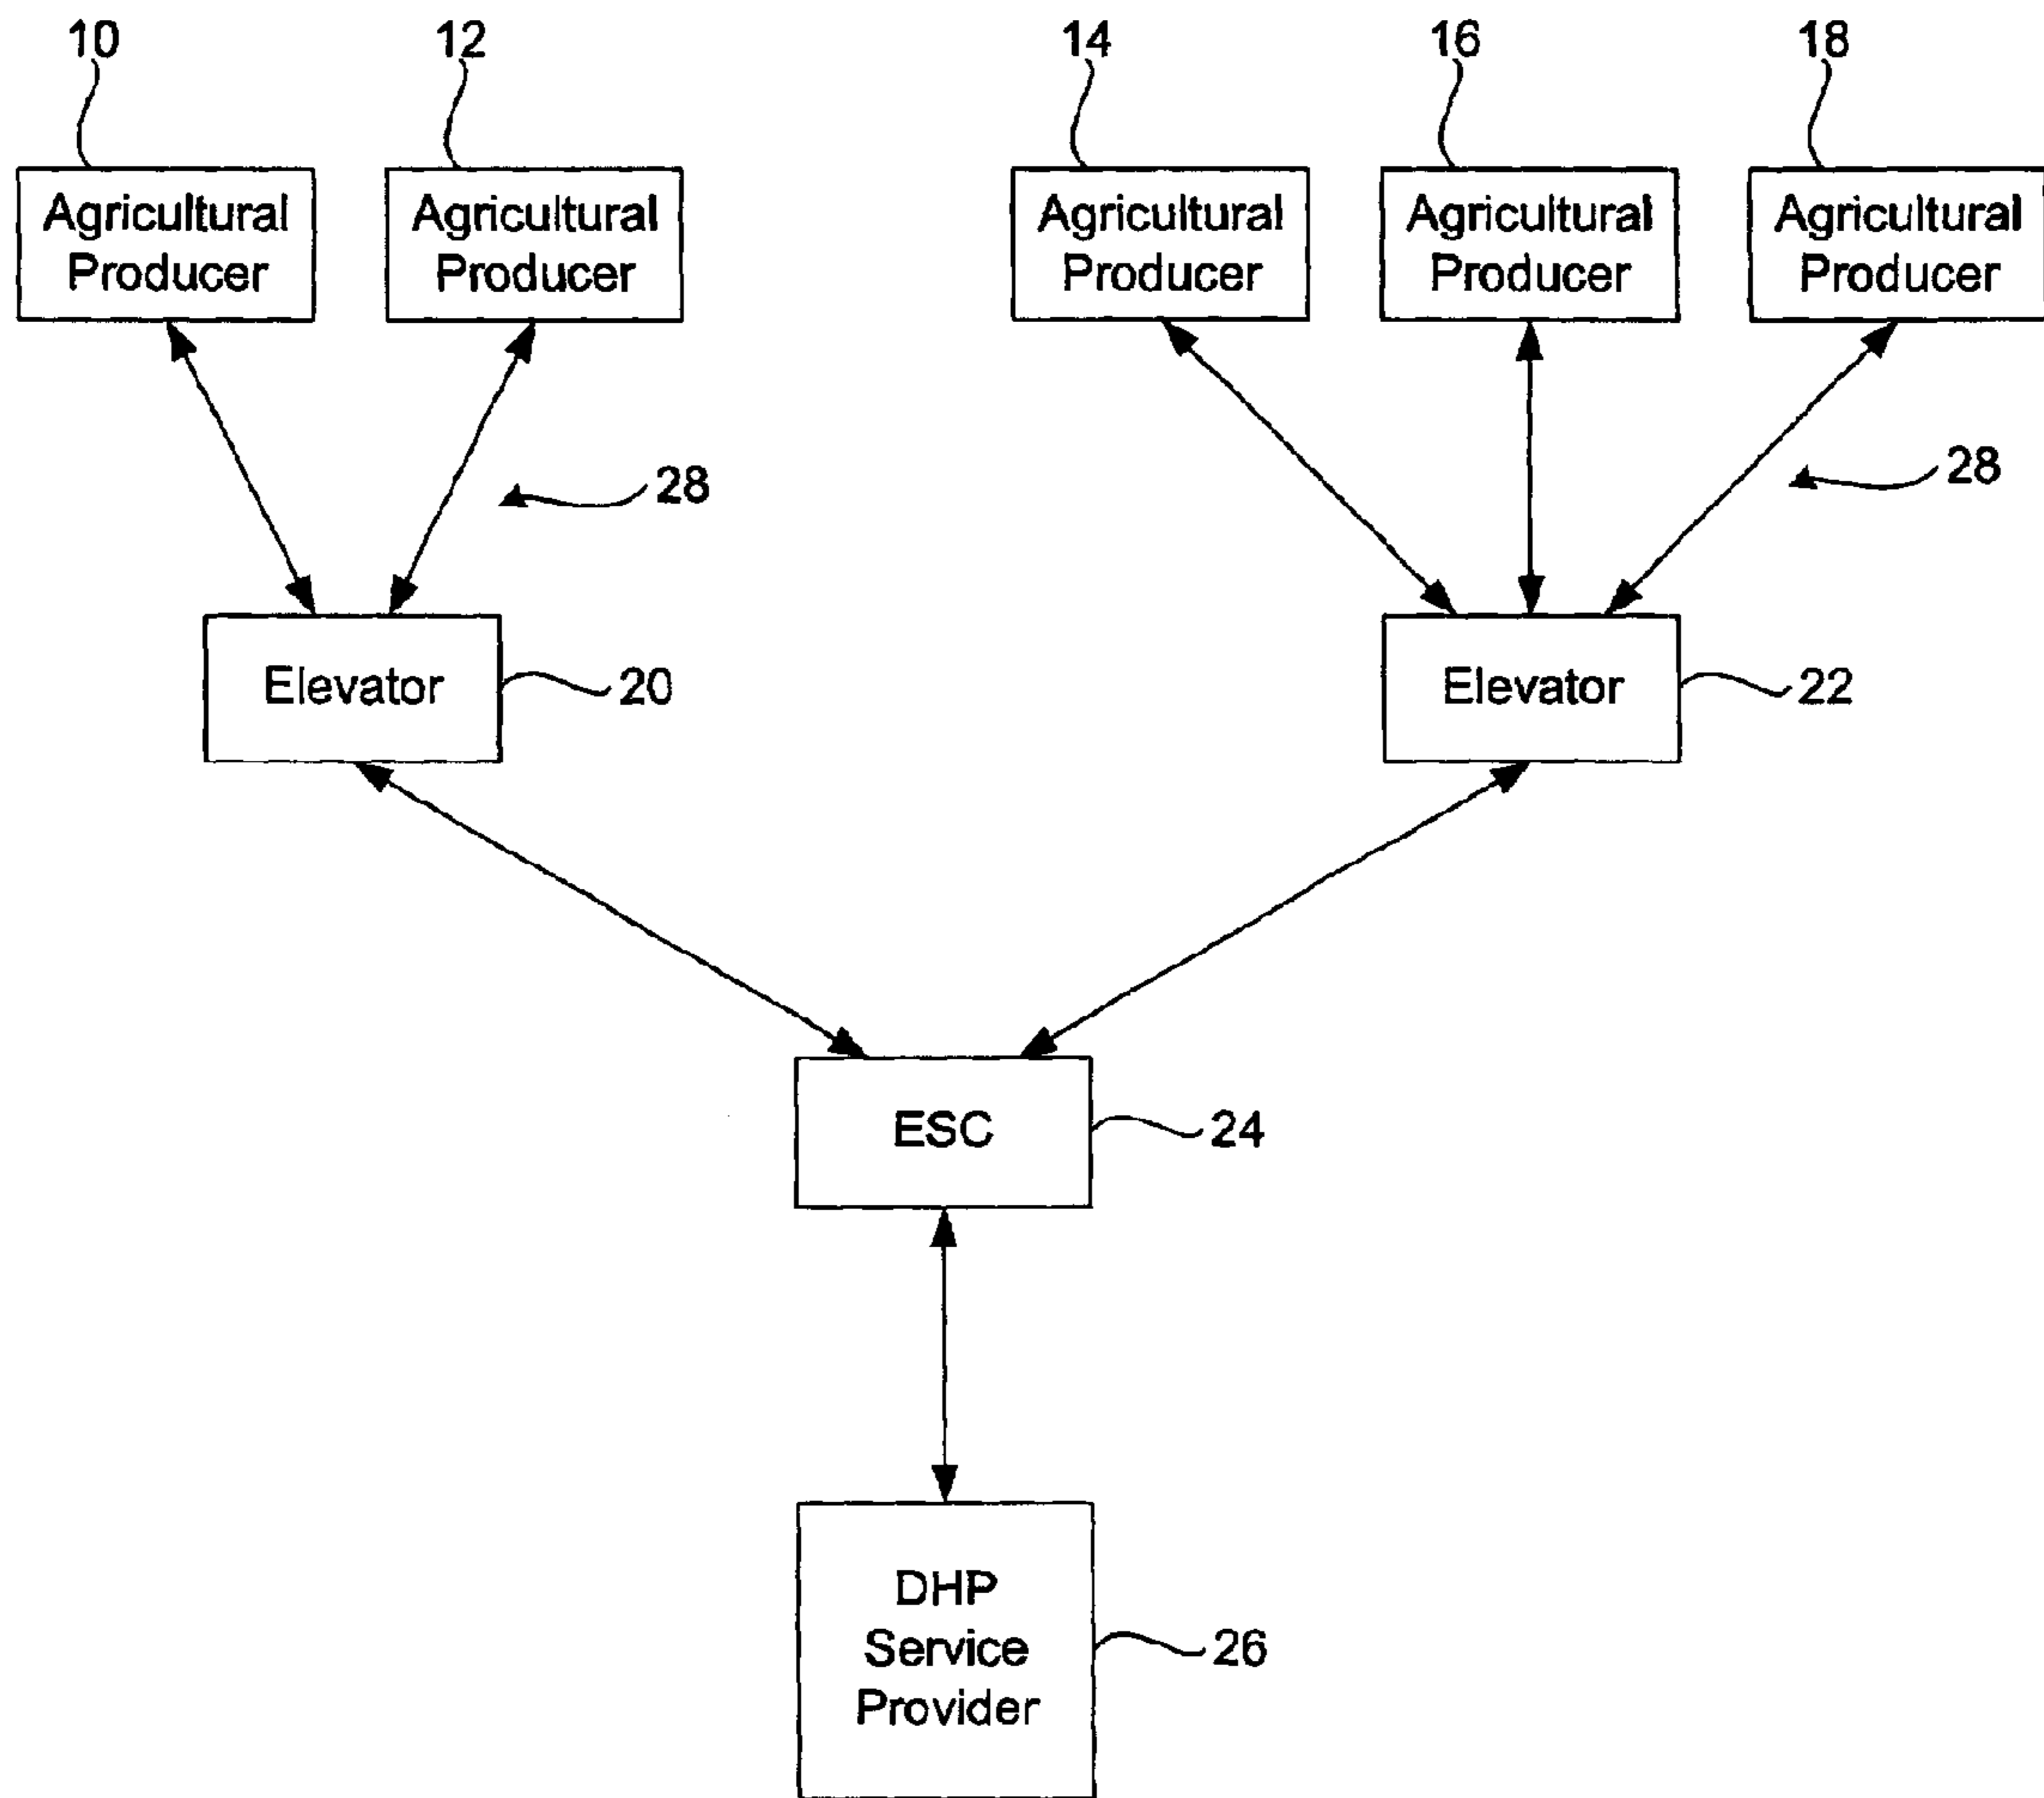 10
12
14
16
18
Agricultural
Producer
Agricultural
Producer
Agricultural
Producer
Agricultural
Producer
Agricultural
Producer
28
28
Elevator
20
Elevator
22
ESC
24
DHP
Service
Provider
26